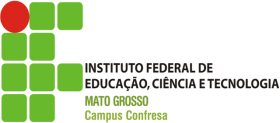 INSTITUTO FEDERAL DE
EDUCAÇÃO, CIÊNCIA E TECNOLOGIA
MATO GROSSO
Campus Confresa